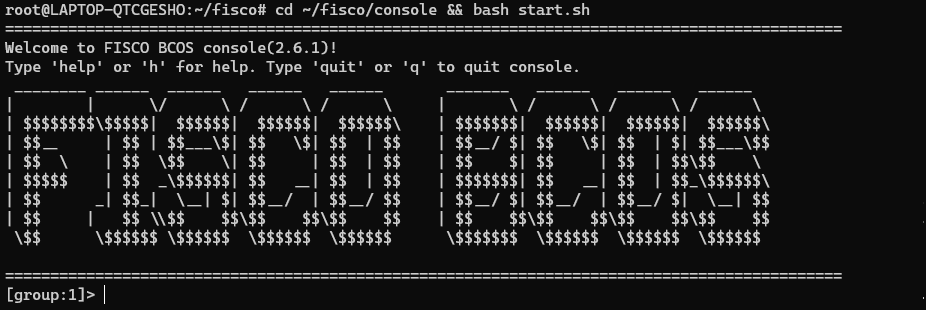 root@LAPTOP-QTCGESHO:~/fisco# cd ~/fisco/console && bash start.sh
=============================================================================================
Welcome to FISCO BCOS console(2.6.1)!
Type 'help' or 'h' for help. Type 'quit' or 'q' to quit console.
 ________ ______  ______   ______   ______       _______   ______   ______   ______
|        |      \/      \ /      \ /      \     |       \ /      \ /      \ /      \
| $$$$$$$$\$$$$$|  $$$$$$|  $$$$$$|  $$$$$$\    | $$$$$$$|  $$$$$$|  $$$$$$|  $$$$$$\
| $$__     | $$ | $$___\$| $$   \$| $$  | $$    | $$__/ $| $$   \$| $$  | $| $$___\$$
| $$  \    | $$  \$$    \| $$     | $$  | $$    | $$    $| $$     | $$  | $$\$$    \
| $$$$$    | $$  _\$$$$$$| $$   __| $$  | $$    | $$$$$$$| $$   __| $$  | $$_\$$$$$$\
| $$      _| $$_|  \__| $| $$__/  | $$__/ $$    | $$__/ $| $$__/  | $$__/ $|  \__| $$
| $$     |   $$ \\$$    $$\$$    $$\$$    $$    | $$    $$\$$    $$\$$    $$\$$    $$
 \$$      \$$$$$$ \$$$$$$  \$$$$$$  \$$$$$$      \$$$$$$$  \$$$$$$  \$$$$$$  \$$$$$$
=============================================================================================
[group:1]>